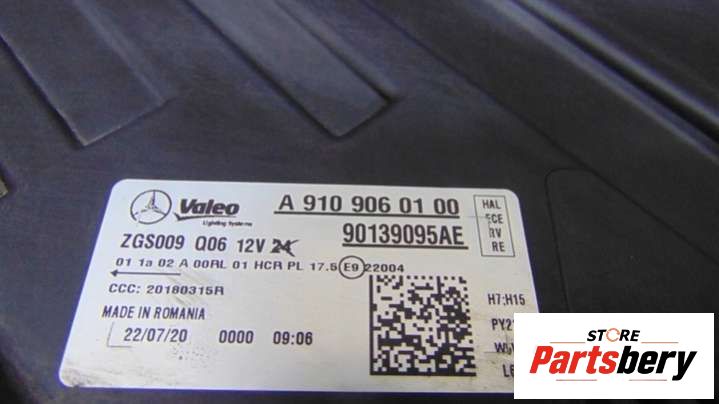 Valeo
Lighting Systems
A 910 906 01 00
90139095AE
HAL
ECE
RV
RE
ZGS009 Q06 12V 24
01 1a 02 A 00RL 01 HCR PL 17.5 E9 22004
CCC: 20180315R
MADE IN ROMANIA
22/07/20 0000 09:06
H7:H15
STORE
Partsbery